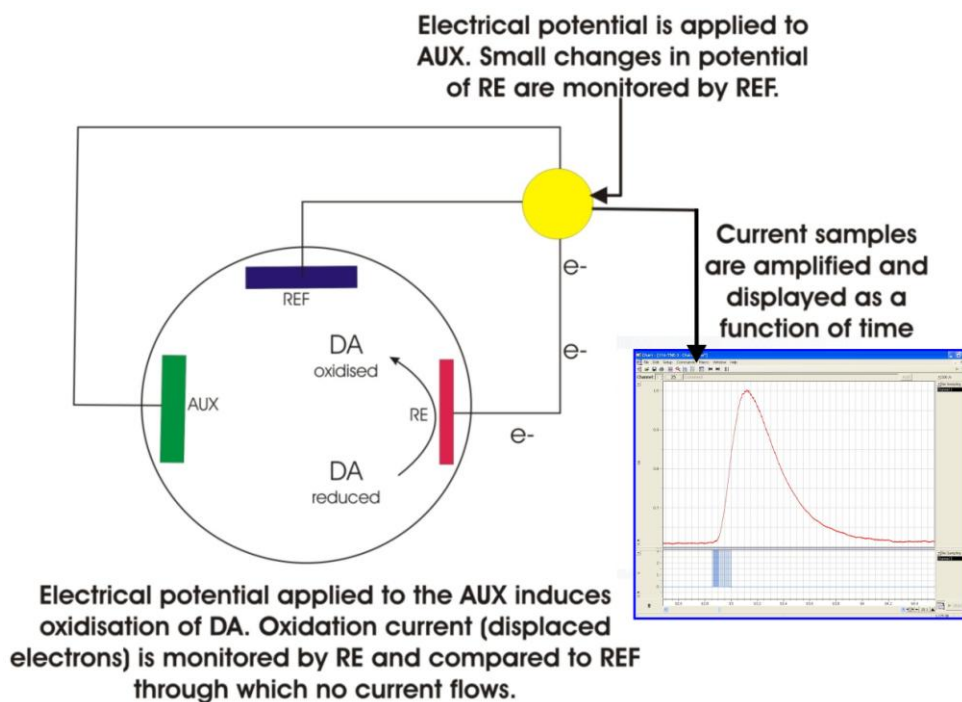 Electrical potential is applied to
AUX. Small changes in potential
of RE are monitored by REF.
e-
Current samples
are amplified and
displayed as a
function of time
REF
e-
DA
oxidised
AUX
RE
e-
DA
reduced
Electrical potential applied to the AUX induces
oxidisation of DA. Oxidation current (displaced
electrons) is monitored by RE and compared to REF
through which no current flows.